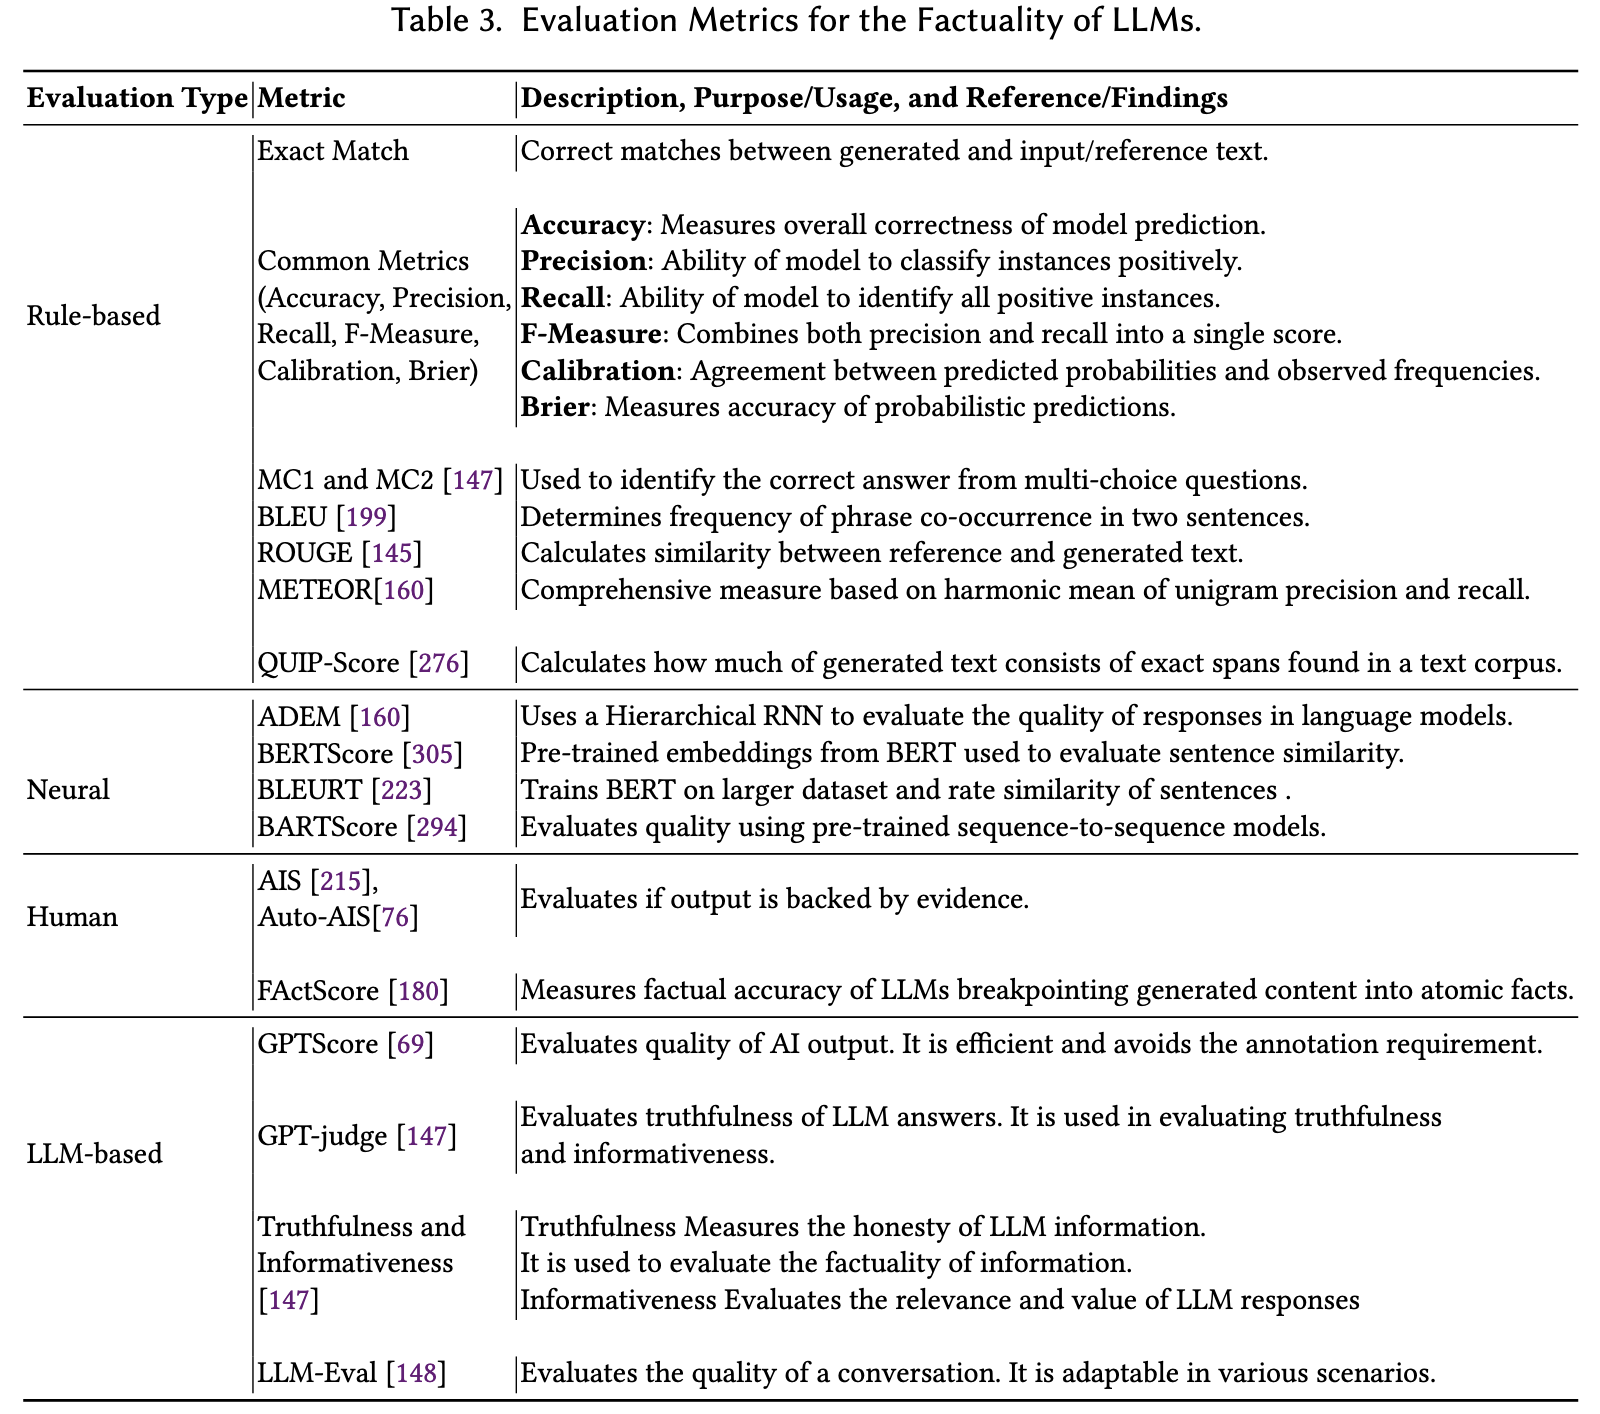 Table 3. Evaluation Metrics for the Factuality of LLMs.
Evaluation Type Metric Description, Purpose/Usage, and Reference/Findings
Rule-based
Exact Match Correct matches between generated and input/reference text.
Common Metrics
(Accuracy, Precision,
Recall, F-Measure,
Calibration, Brier)
Accuracy: Measures overall correctness of model prediction.
Precision: Ability of model to classify instances positively.
Recall: Ability of model to identify all positive instances.
F-Measure: Combines both precision and recall into a single score.
Calibration: Agreement between predicted probabilities and observed frequencies.
Brier: Measures accuracy of probabilistic predictions.
MC1 and MC2 [147] Used to identify the correct answer from multi-choice questions.
BLEU [199] Determines frequency of phrase co-occurrence in two sentences.
ROUGE [145] Calculates similarity between reference and generated text.
METEOR[160] Comprehensive measure based on harmonic mean of unigram precision and recall.
QUIP-Score [276] Calculates how much of generated text consists of exact spans found in a text corpus.
Neural
ADEM [160] Uses a Hierarchical RNN to evaluate the quality of responses in language models.
BERTScore [305] Pre-trained embeddings from BERT used to evaluate sentence similarity.
BLEURT [223] Trains BERT on larger dataset and rate similarity of sentences .
BARTScore [294] Evaluates quality using pre-trained sequence-to-sequence models.
Human
AIS [215],
Auto-AIS[76]
Evaluates if output is backed by evidence.
FActScore [180] Measures factual accuracy of LLMs breakpointing generated content into atomic facts.
LLM-based
GPTScore [69] Evaluates quality of AI output. It is efficient and avoids the annotation requirement.
GPT-judge [147]
Evaluates truthfulness of LLM answers. It is used in evaluating truthfulness
and informativeness.
Truthfulness and
Informativeness
[147]
Truthfulness Measures the honesty of LLM information.
It is used to evaluate the factuality of information.
Informativeness Evaluates the relevance and value of LLM responses
LLM-Eval [148] Evaluates the quality of a conversation. It is adaptable in various scenarios.